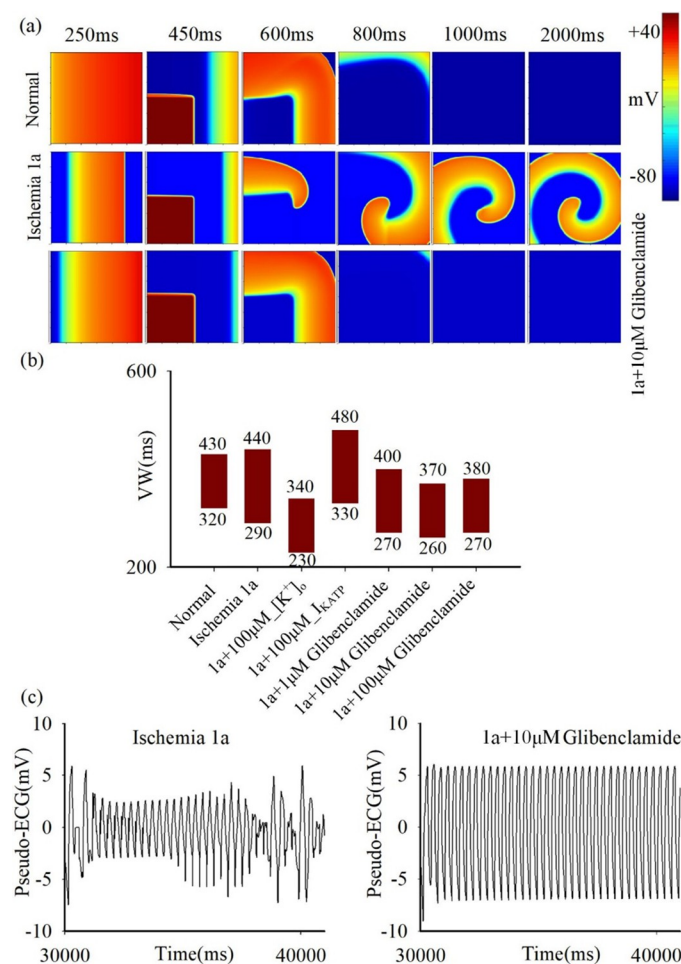 (a)
250ms 450ms 600ms 800ms 1000ms 2000ms
+40
mV
-80
Normal
Ischemia 1a
1a+10μM Glibenclamide
(b)
600
VW(ms)
200
430 440 340 480 400 370 380
320 290 230 330 270 260 270
Normal
Ischemia 1a
1a+100μM_[K⁺]ₒ
1a+100μM_I_KATP
1a+1μM Glibenclamide
1a+10μM Glibenclamide
1a+100μM Glibenclamide
(c)
Ischemia 1a
Pseudo-ECG(mV)
10
5
0
-5
-10
30000 Time(ms) 40000
1a+10μM Glibenclamide
Pseudo-ECG(mV)
10
5
0
-5
-10
30000 Time(ms) 40000